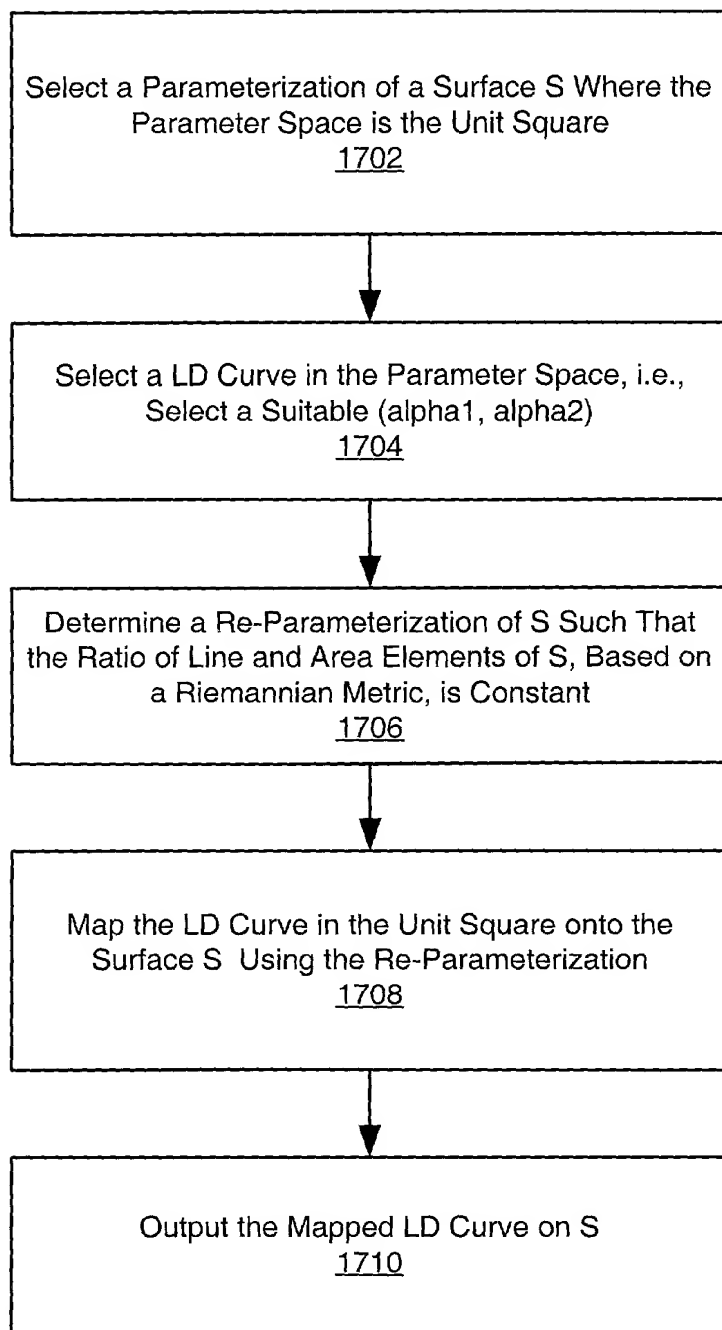 Select a Parameterization of a Surface S Where the
Parameter Space is the Unit Square
1702
Select a LD Curve in the Parameter Space, i.e.,
Select a Suitable (alpha1, alpha2)
1704
Determine a Re-Parameterization of S Such That
the Ratio of Line and Area Elements of S, Based on
a Riemannian Metric, is Constant
1706
Map the LD Curve in the Unit Square onto the
Surface S Using the Re-Parameterization
1708
Output the Mapped LD Curve on S
1710